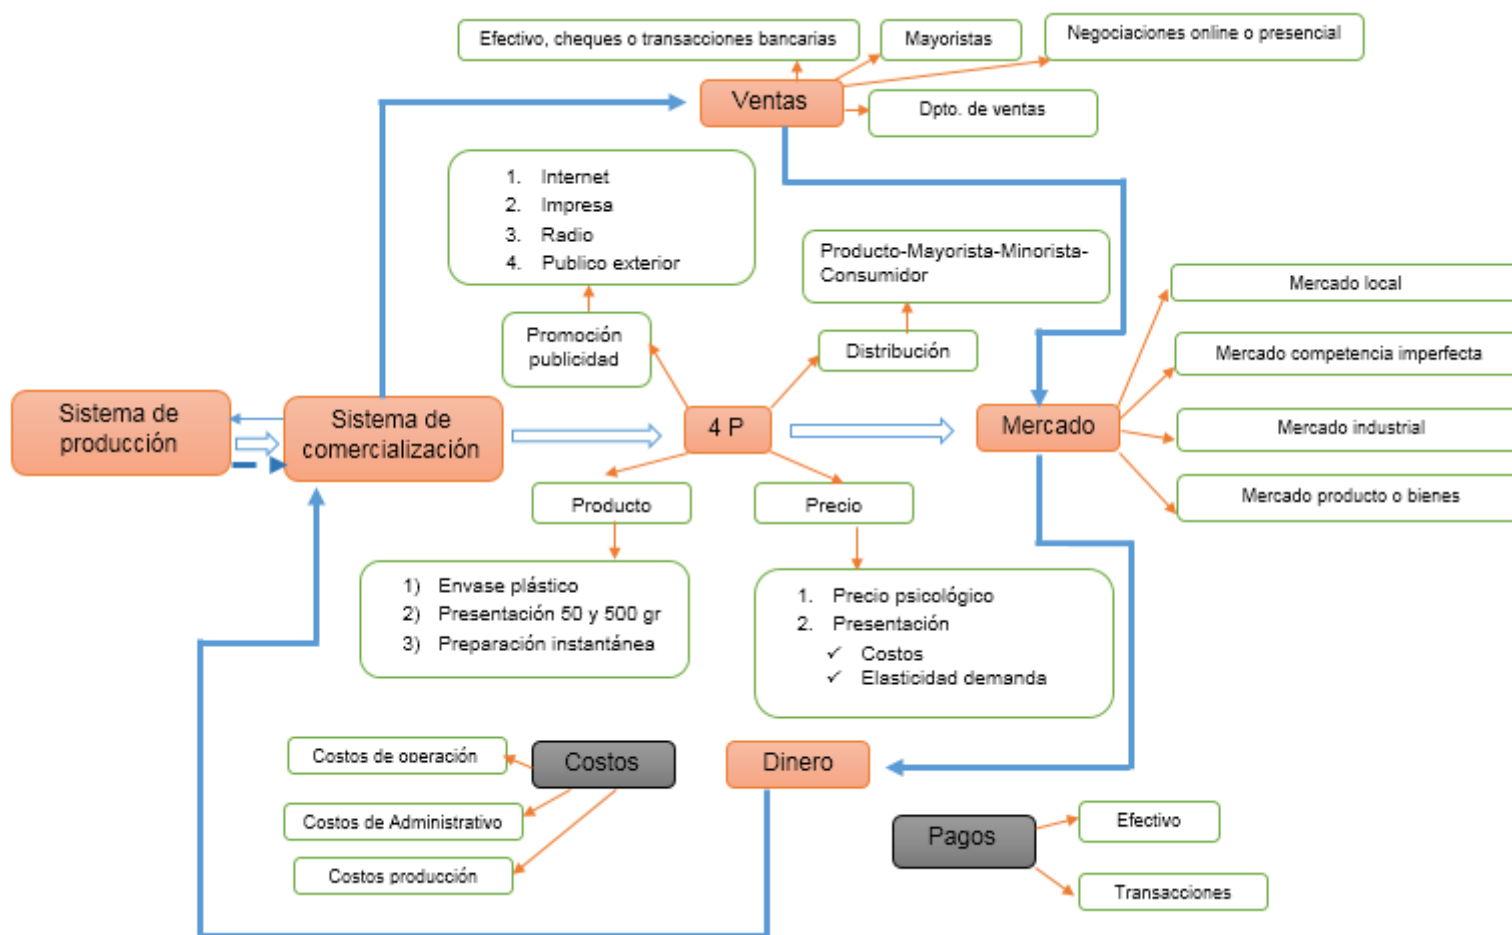 Efectivo, cheques o transacciones bancarias
Mayoristas
Negociaciones online o presencial
Ventas
Dpto. de ventas
1. Internet
2. Impresa
3. Radio
4. Publico exterior
Producto-Mayorista-Minorista-
Consumidor
Mercado local
Promoción
publicidad
Distribución
Mercado competencia imperfecta
Sistema de
producción
Sistema de
comercialización
4 P
Mercado
Mercado industrial
Producto
Precio
Mercado producto o bienes
1) Envase plástico
2) Presentación 50 y 500 gr
3) Preparación instantánea
1. Precio psicológico
2. Presentación
✓ Costos
✓ Elasticidad demanda
Costos de operación
Costos
Dinero
Costos de Administrativo
Pagos
Efectivo
Costos producción
Transacciones